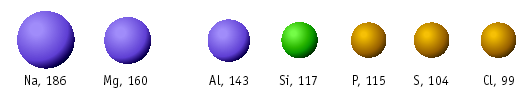 Na, 186 Mg, 160 Al, 143 Si, 117 P, 115 S, 104 Cl, 99